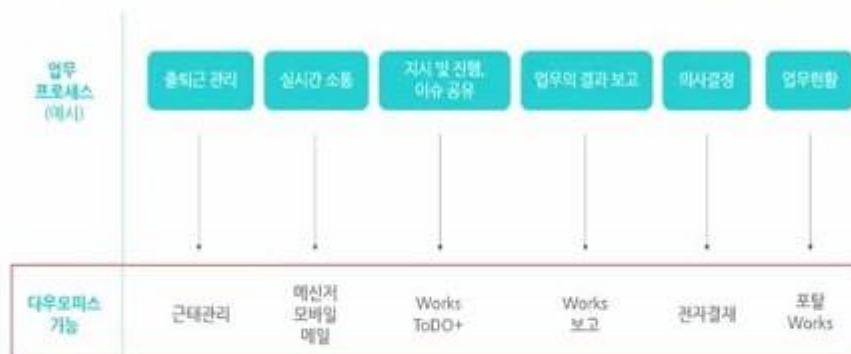 업무
프로세스
(예시)
출퇴근 관리
실시간 소통
지시 및 진행,
이슈 공유
업무의 결과 보고
의사결정
업무현황
다우오피스
기능
근태관리
메신저
모바일
메일
Works
ToDO+
Works
보고
전자결재
포탈
Works